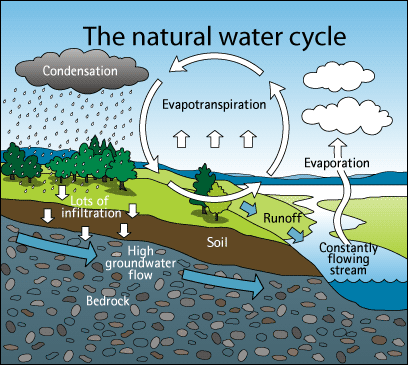 The natural water cycle
Condensation
Evapotranspiration
Evaporation
Lots of
infiltration
Runoff
Soil
Constantly
flowing
stream
High-
groundwater
flow
Bedrock